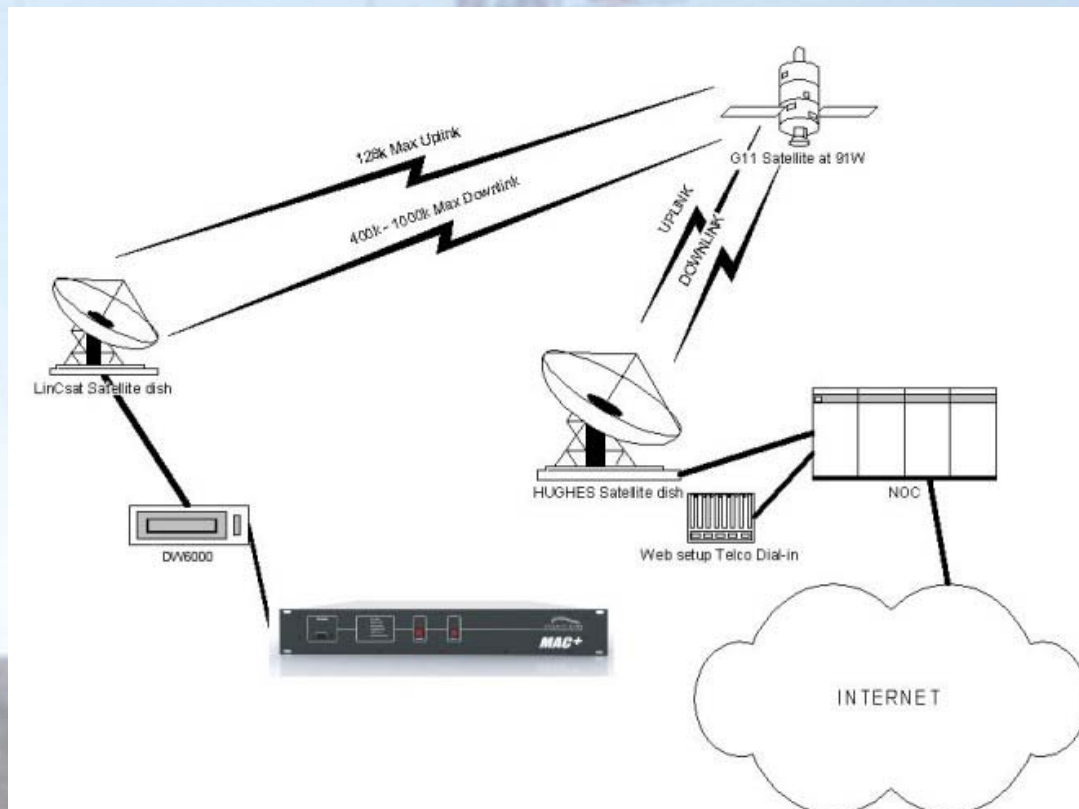 128k Max Uplink
400k - 1000k Max Downlink
G11 Satellite at 91W
UPLINK
DOWNLINK
LinCsat Satellite dish
HUGHES Satellite dish
NOC
Web setup Telco Dial-in
DW6000
MAC+
INTERNET